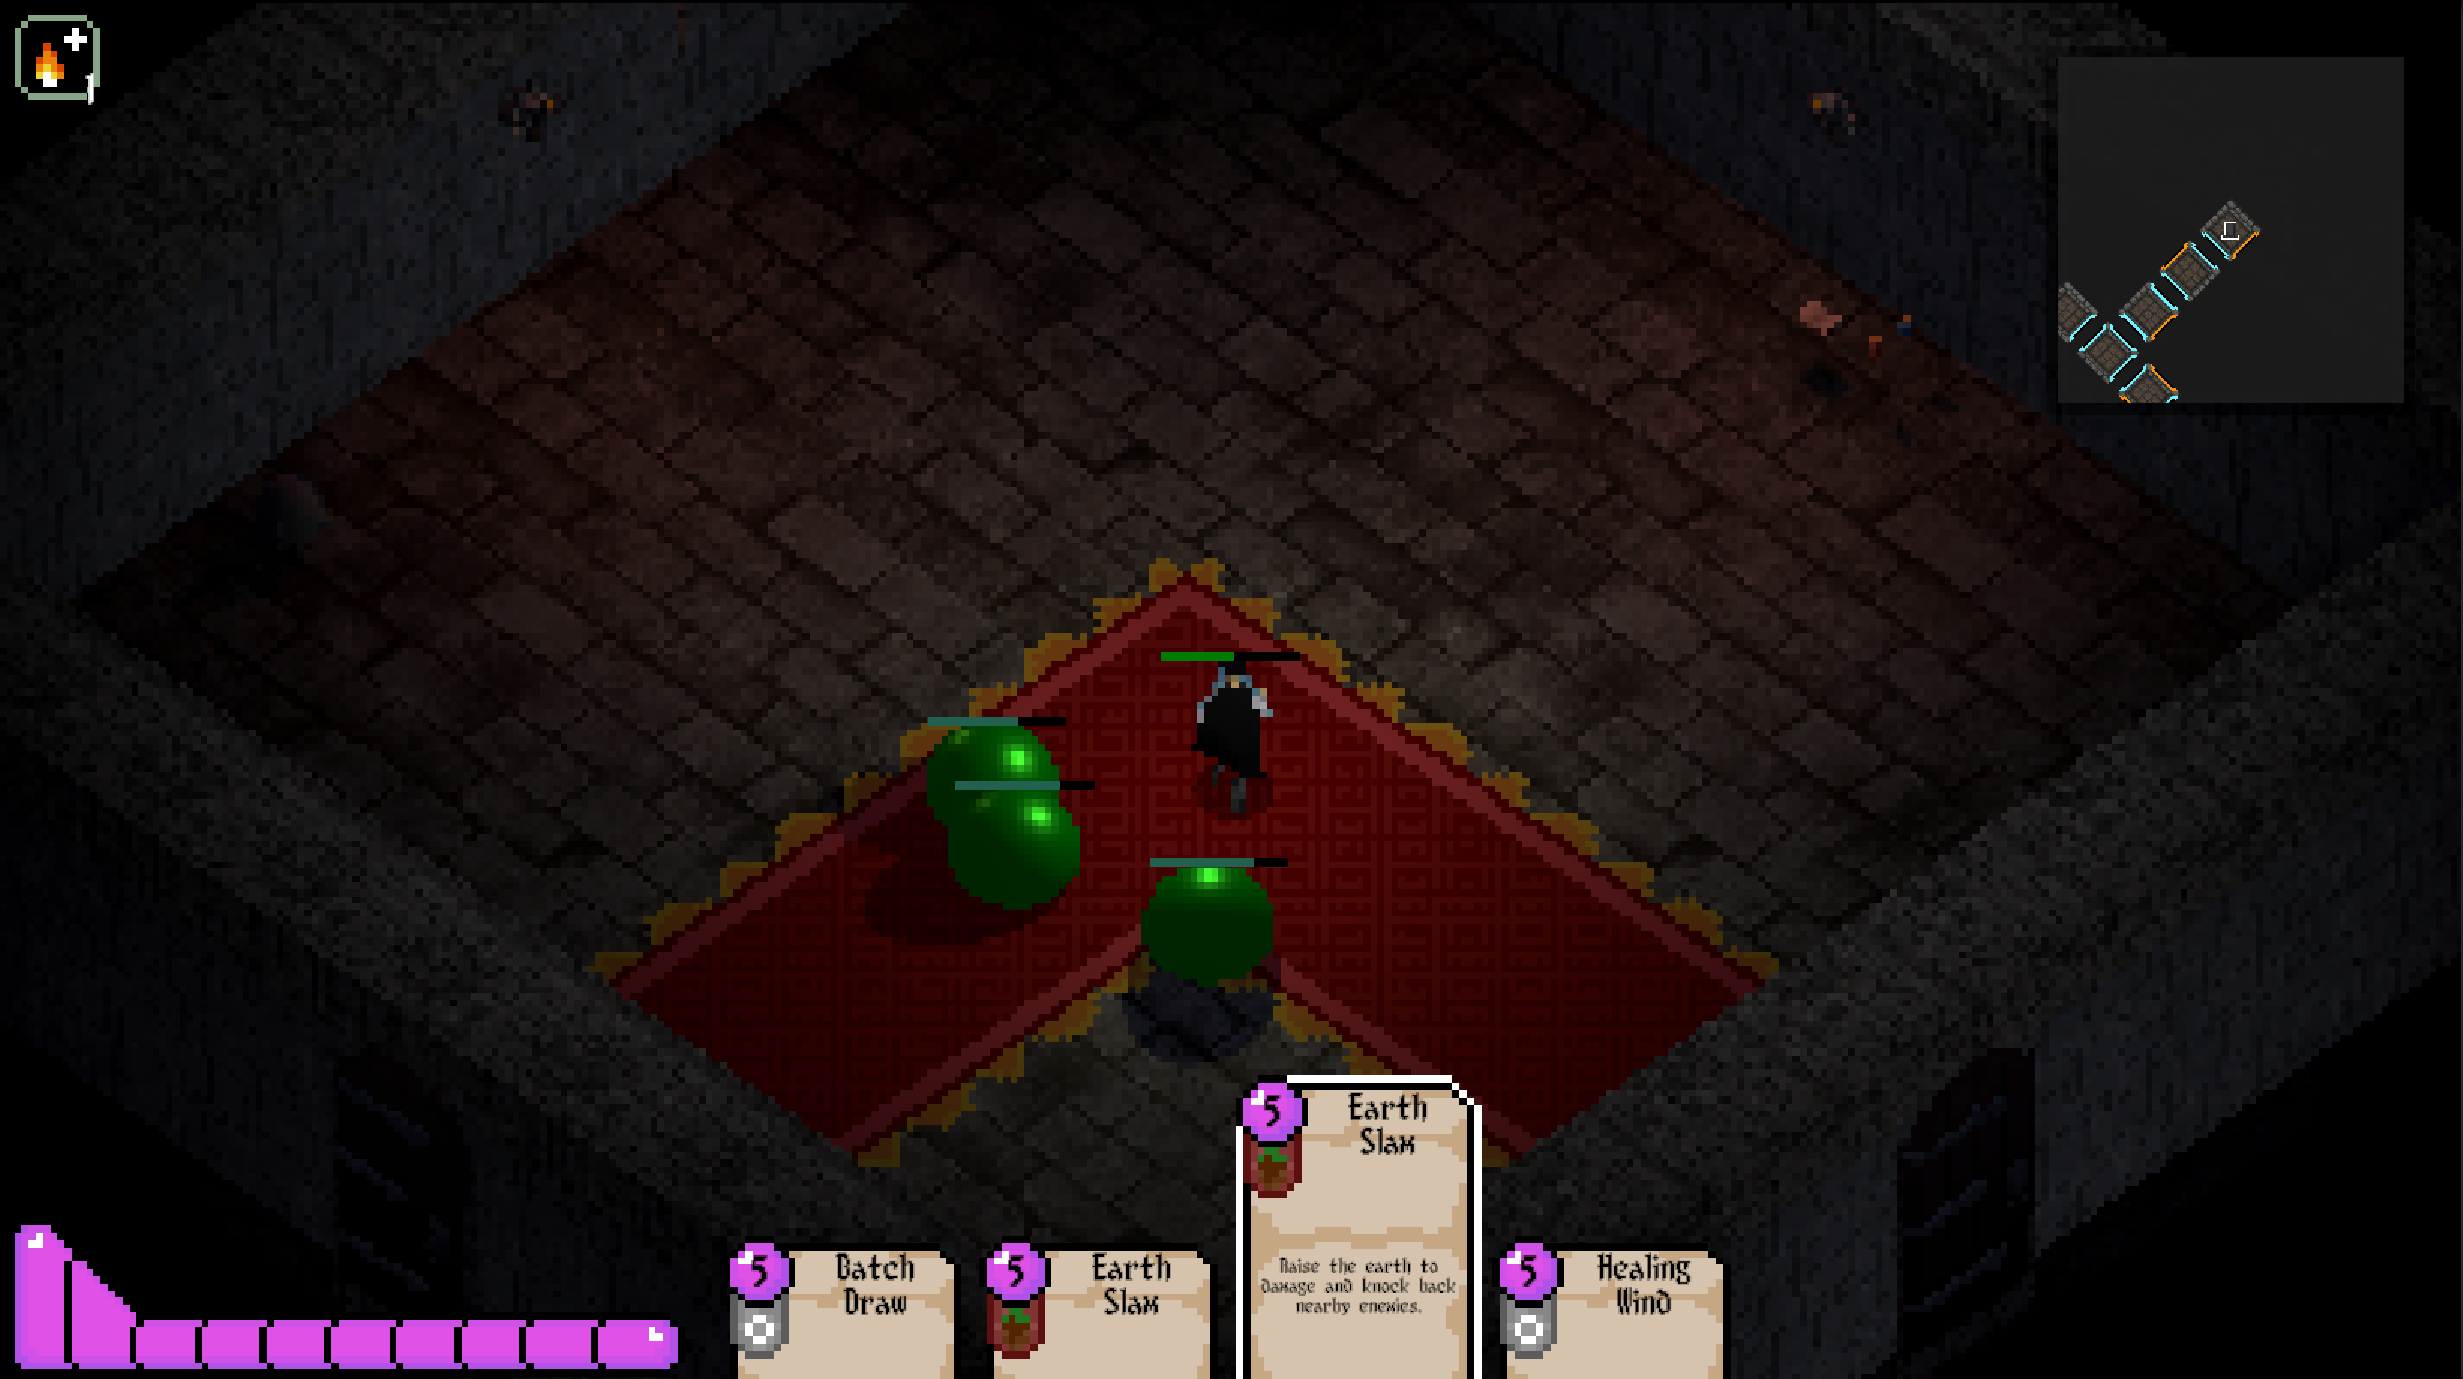 1
5
Batch
Draw
5
Earth
Slam
5
Earth
Slam
Raise the earth to
damage and knock back
nearby enemies.
5
Healing
Wind